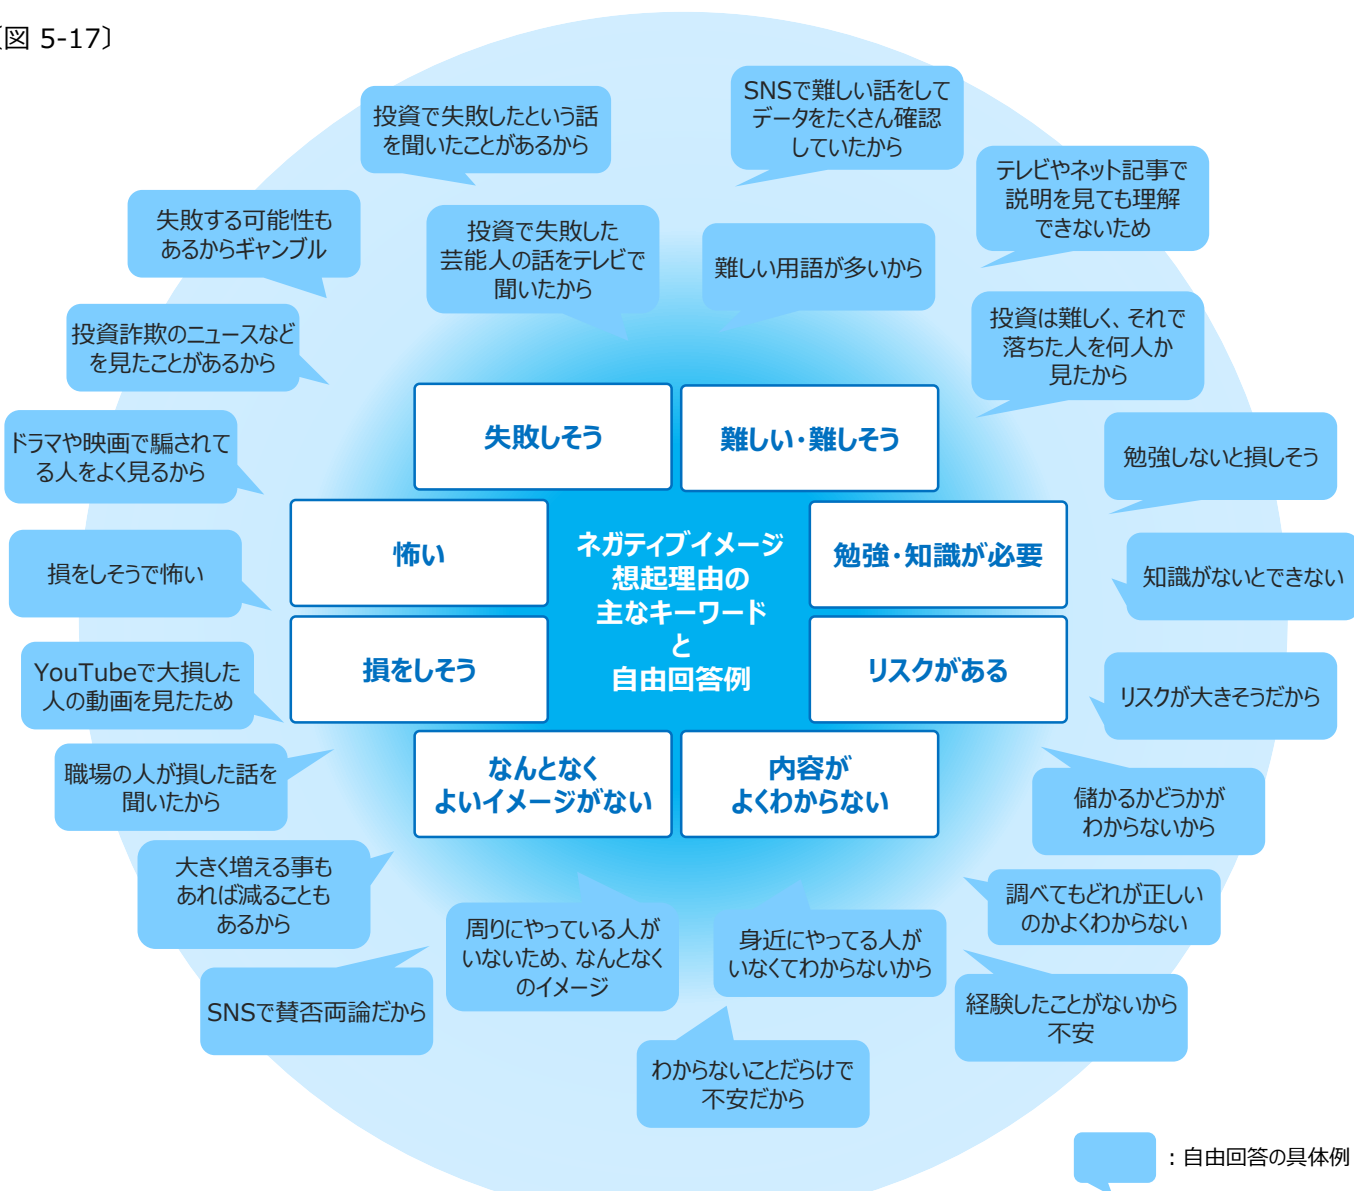 〔図 5-17〕
投資で失敗したという話
を聞いたことがあるから
SNSで難しい話をして
データをたくさん確認
していたから
失敗する可能性も
あるからギャンブル
投資で失敗した
芸能人の話をテレビで
聞いたから
難しい用語が多いから
テレビやネット記事で
説明を見ても理解
できないため
投資詐欺のニュースなど
を見たことがあるから
投資は難しく、それで
落ちた人を何人か
見たから
ドラマや映画で騙されて
る人をよく見るから
失敗しそう
難しい・難しそう
勉強しないと損しそう
損をしそうで怖い
怖い
ネガティブイメージ
想起理由の
主なキーワード
と
自由回答例
勉強・知識が必要
知識がないとできない
YouTubeで大損した
人の動画を見たため
損をしそう
リスクがある
リスクが大きそうだから
職場の人が損した話を
聞いたから
なんとなく
よいイメージがない
内容が
よくわからない
儲かるかどうかが
わからないから
大きく増える事も
あれば減ることも
あるから
周りにやっている人が
いないため、なんとなく
のイメージ
身近にやってる人が
いなくてわからないから
調べてもどれが正しい
のかよくわからない
SNSで賛否両論だから
経験したことがないから
不安
わからないことだらけで
不安だから
：自由回答の具体例